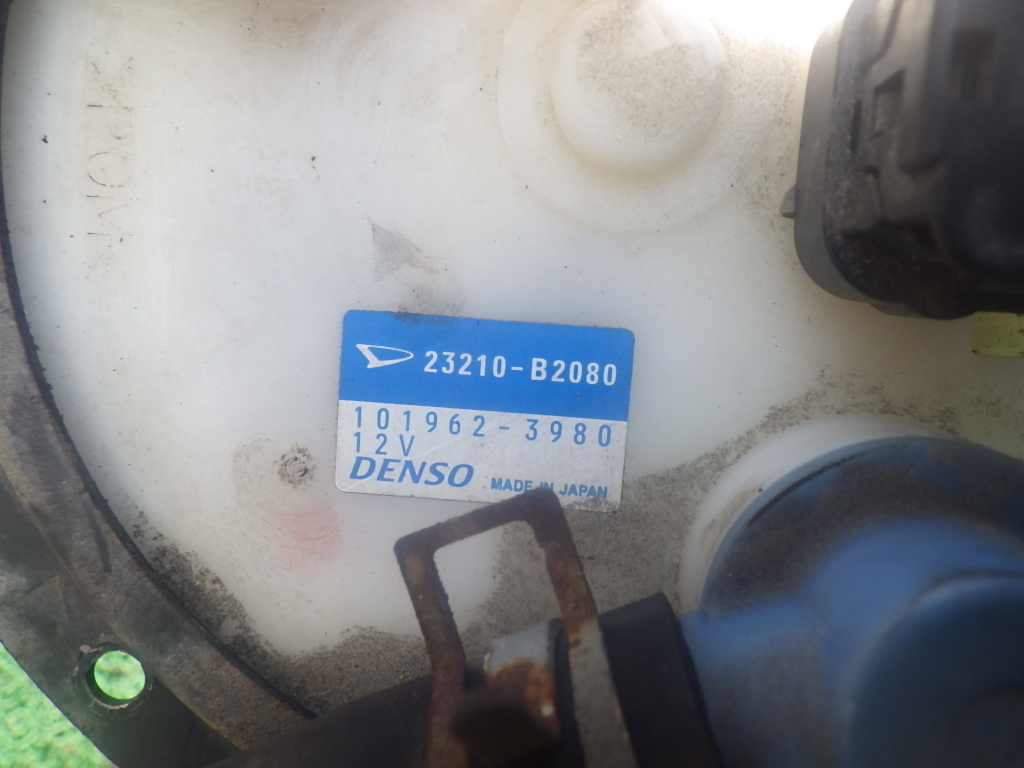 23210-B2080
101962-3980
12V
DENSO MADE IN JAPAN